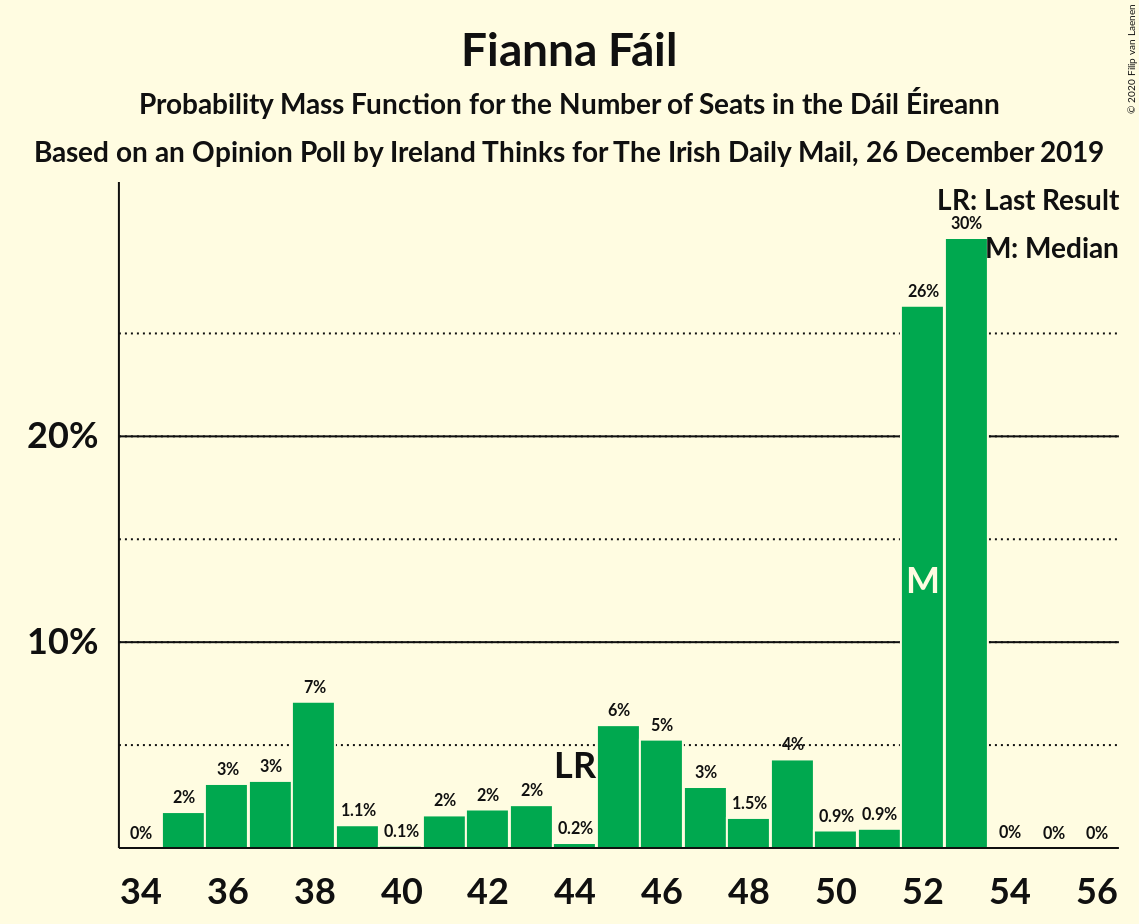 Fianna Fáil
Probability Mass Function for the Number of Seats in the Dáil Éireann
Based on an Opinion Poll by Ireland Thinks for The Irish Daily Mail, 26 December 2019
© 2020 Filip van Laenen
LR: Last Result
M: Median
30%
26%
20%
10%
7%
6%
5%
4%
3%
3%
3%
2%
2%
2%
2%
1.5%
1.1%
0.9%
0.9%
0.2%
0.1%
0%
0%
0%
0%
LR
M
34 36 38 40 42 44 46 48 50 52 54 56